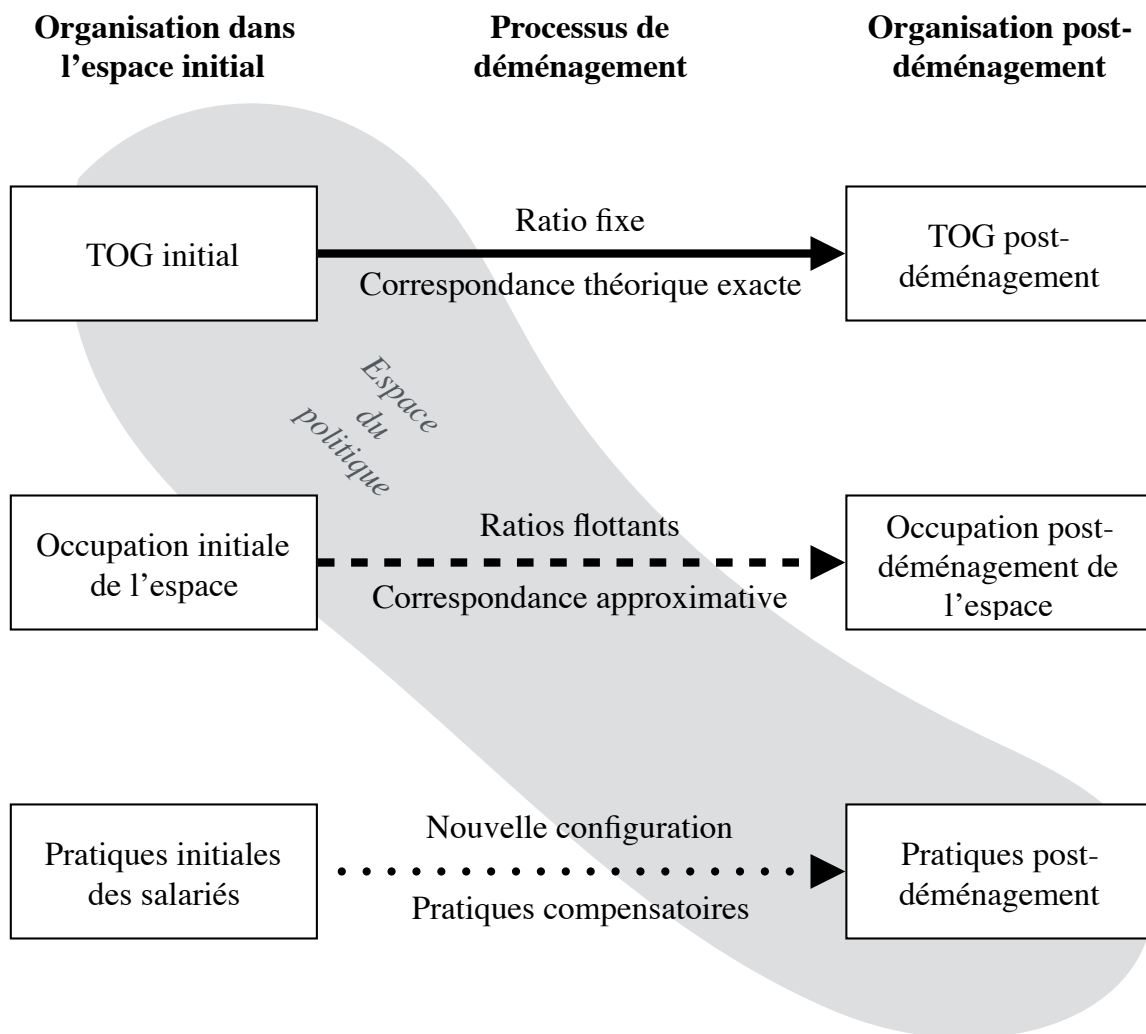 Organisation dans
l’espace initial
Processus de
déménagement
Organisation post-
déménagement
TOG initial
Ratio fixe
Correspondance théorique exacte
TOG post-
déménagement
Espace
du
politique
Occupation initiale
de l’espace
Ratios flottants
Correspondance approximative
Occupation post-
déménagement de
l’espace
Pratiques initiales
des salariés
Nouvelle configuration
Pratiques compensatoires
Pratiques post-
déménagement